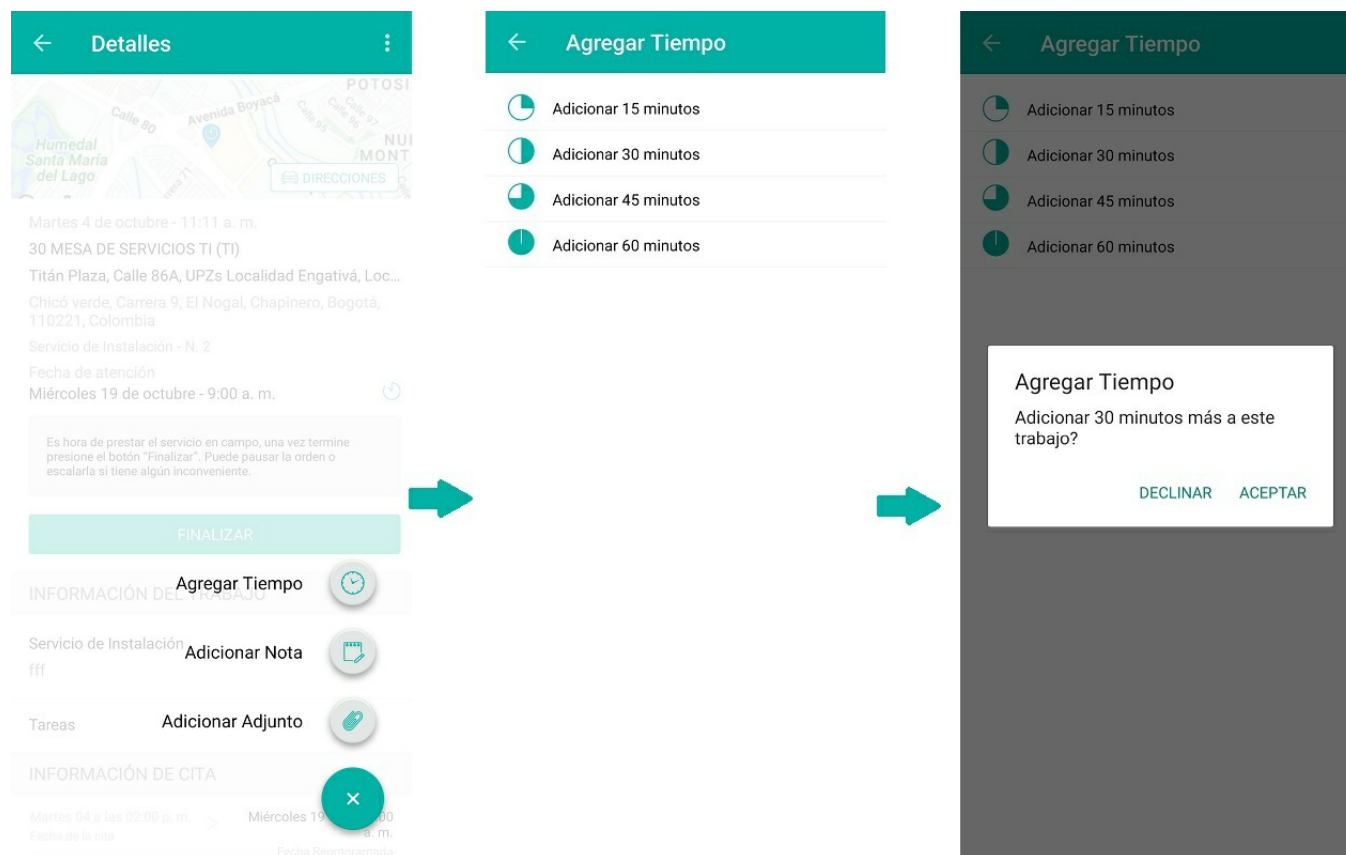 Detalles
POTOSI
Calle 80
Avenida Boyacá
Calle 95
Calle 96
Calle 97
Humedal
Santa María
del Lago
NUI
MONT
DIRECCIONES
Martes 4 de octubre - 11:11 a. m.
30 MESA DE SERVICIOS TI (TI)
Titán Plaza, Calle 86A, UPZs Localidad Engativá, Loc...
Chicó verde, Carrera 9, El Nogal, Chapinero, Bogotá,
110221, Colombia
Servicio de Instalación - N. 2
Fecha de atención
Miércoles 19 de octubre - 9:00 a. m.
Es hora de prestar el servicio en campo, una vez termine
presione el botón "Finalizar". Puede pausar la orden o
escalarla si tiene algún inconveniente.
FINALIZAR
INFORMACIÓN DEL TRABAJO
Agregar Tiempo
Servicio de Instalación
fff
Adicionar Nota
Tareas
Adicionar Adjunto
INFORMACIÓN DE CITA
Martes 04 a las 02:00 p. m.
Fecha de la cita
>
Miércoles 19
00
a. m.
Fecha Reprogramada
Agregar Tiempo
Adicionar 15 minutos
Adicionar 30 minutos
Adicionar 45 minutos
Adicionar 60 minutos
Agregar Tiempo
Adicionar 15 minutos
Adicionar 30 minutos
Adicionar 45 minutos
Adicionar 60 minutos
Agregar Tiempo
Adicionar 30 minutos más a este
trabajo?
DECLINAR ACEPTAR